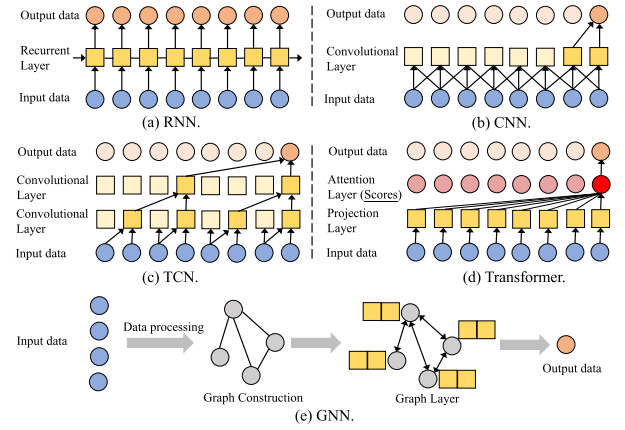 Output data
Recurrent
Layer
Input data
(a) RNN.
Output data
Convolutional
Layer
Input data
(b) CNN.
Output data
Convolutional
Layer
Convolutional
Layer
Input data
(c) TCN.
Output data
Attention
Layer (Scores)
Projection
Layer
Input data
(d) Transformer.
Input data
Data processing
Graph Construction
Graph Layer
Output data
(e) GNN.